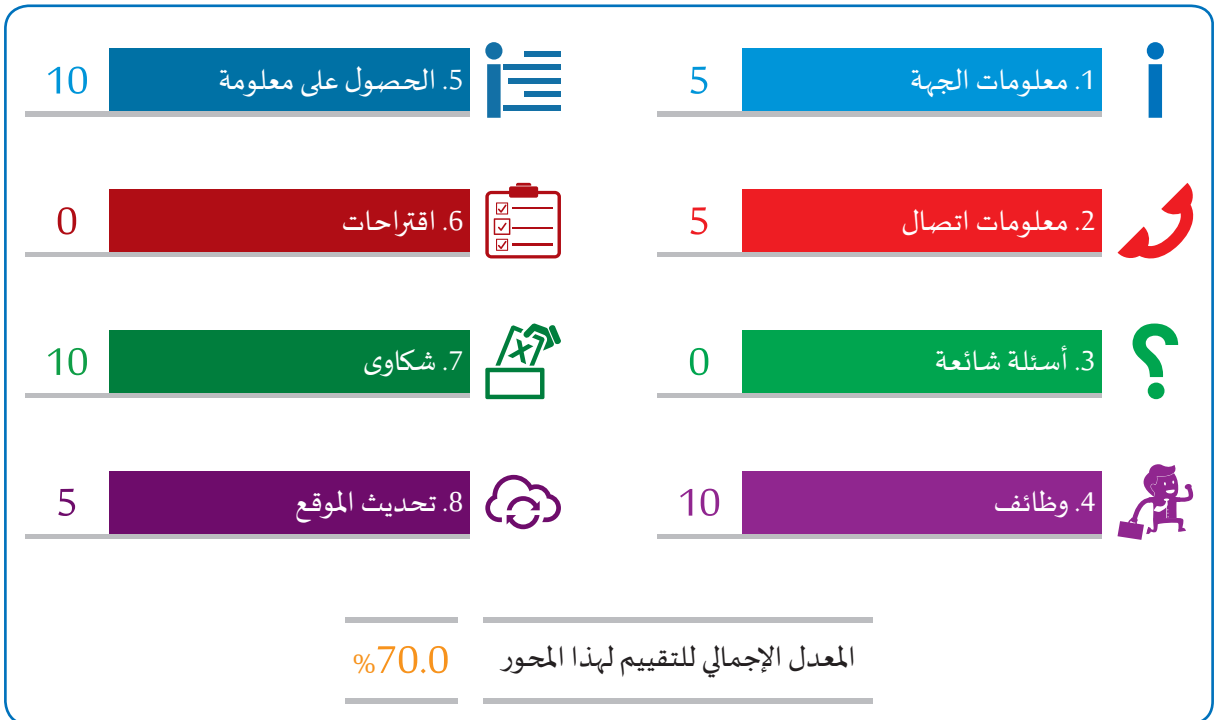 1. معلومات الجهة 5
2. معلومات اتصال 5
3. أسئلة شائعة 0
4. وظائف 10
5. الحصول على معلومة 10
6. اقتراحات 0
7. شكاوى 10
8. تحديث الموقع 5
المعدل الإجمالي للتقييم لهذا المحور %70.0